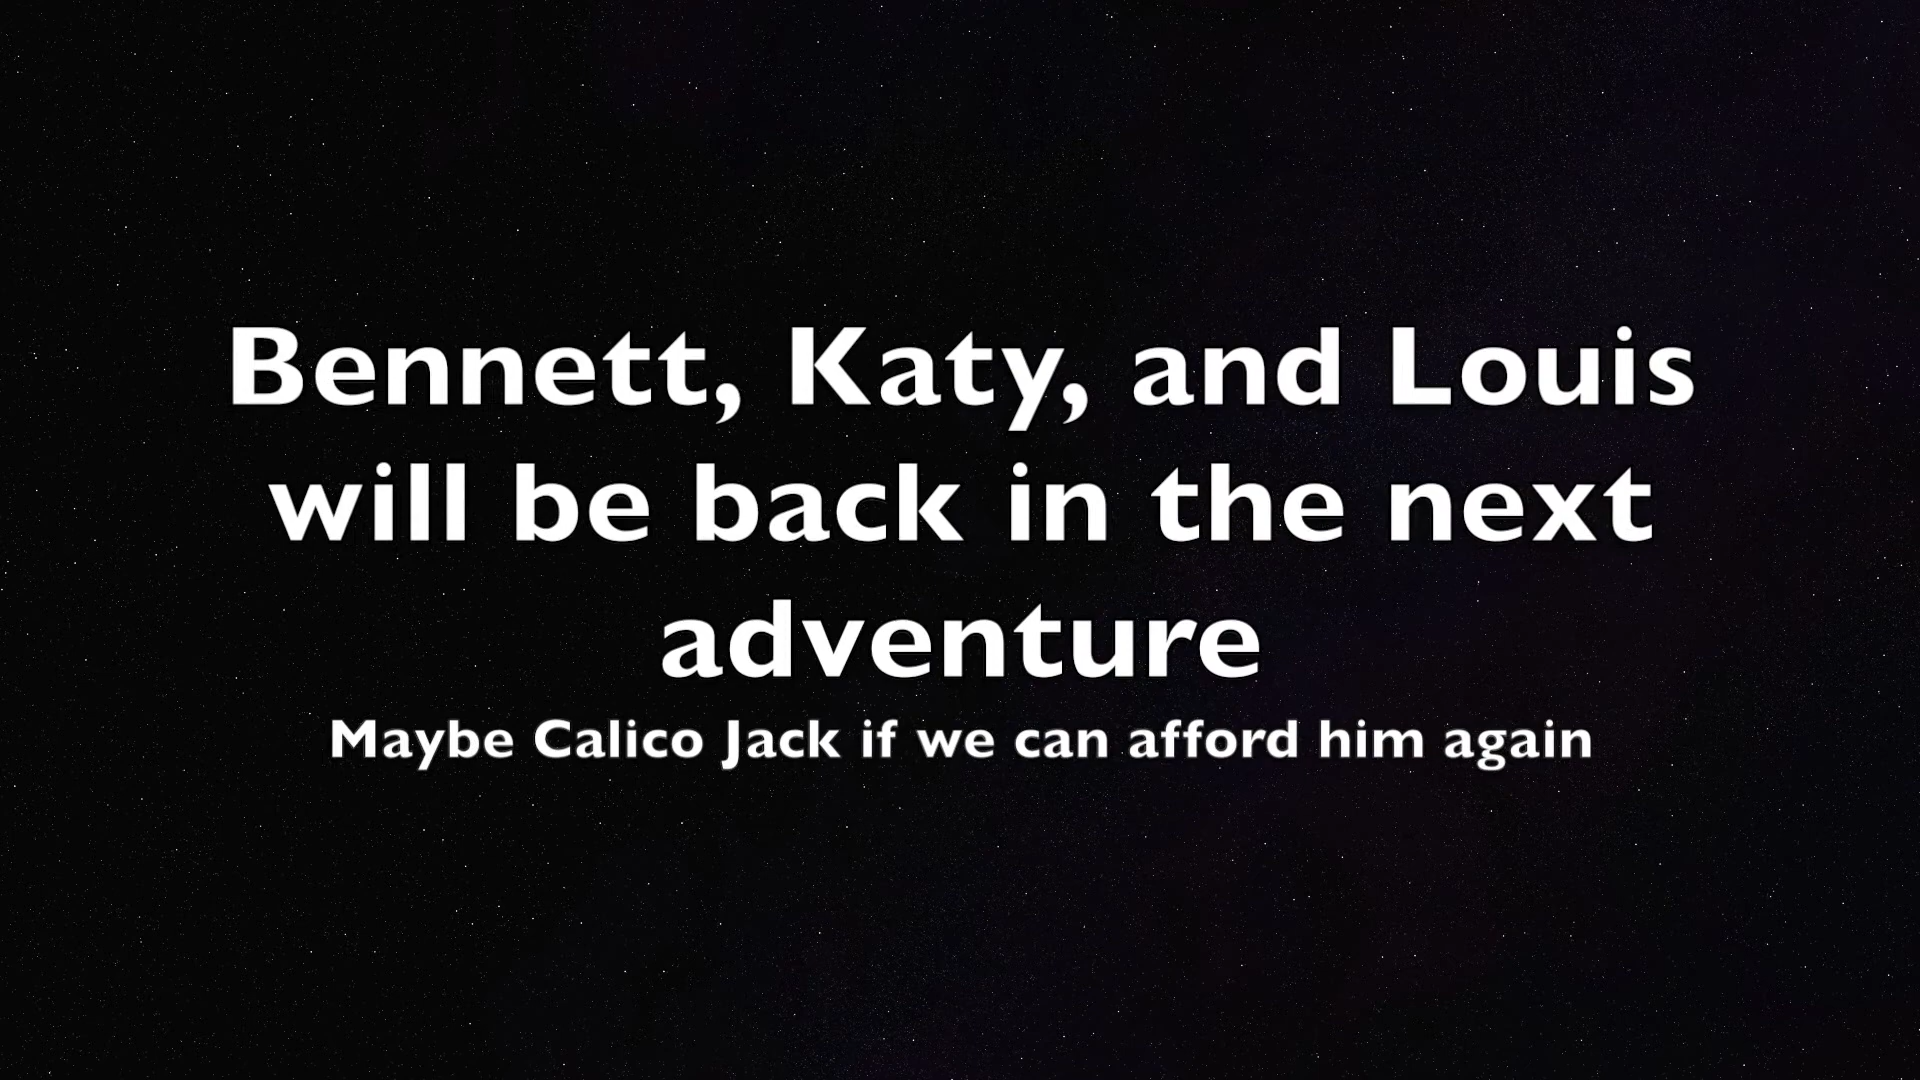 Bennett, Katy, and Louis
will be back in the next
adventure
Maybe Calico Jack if we can afford him again